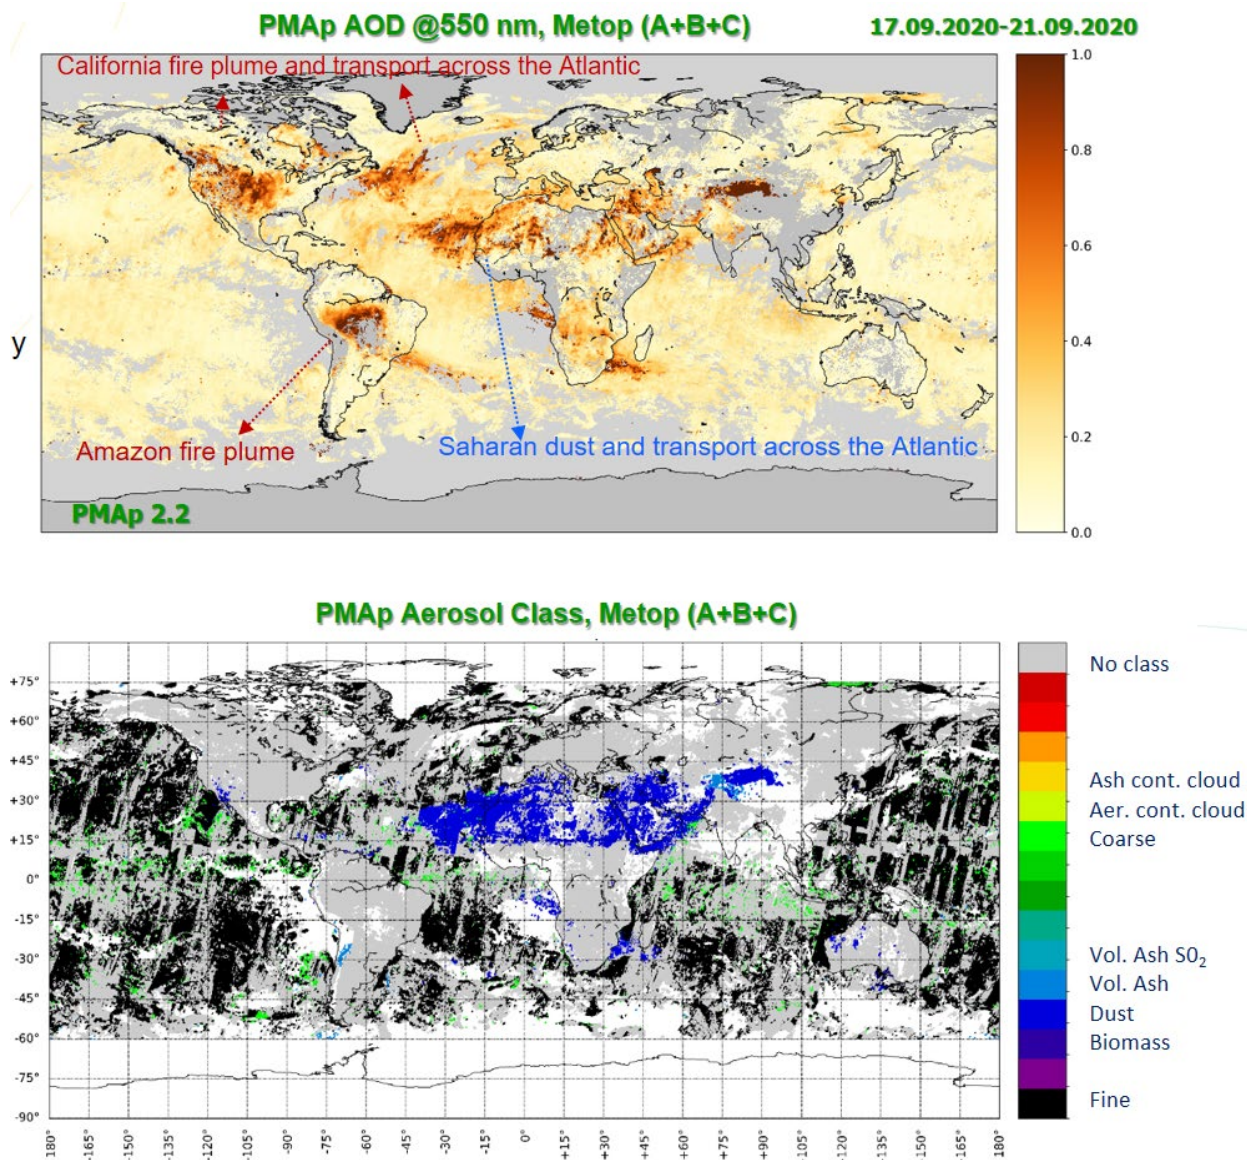 PMAp AOD @550 nm, Metop (A+B+C)
17.09.2020-21.09.2020
California fire plume and transport across the Atlantic
1.0
0.8
0.6
0.4
0.2
0.0
y
Amazon fire plume
Saharan dust and transport across the Atlantic
PMAp 2.2
PMAp Aerosol Class, Metop (A+B+C)
+75°
+60°
+45°
+30°
+15°
0°
-15°
-30°
-45°
-60°
-75°
-90°
-180°
-165°
-150°
-135°
-120°
-105°
-90°
-75°
-60°
-45°
-30°
-15°
0°
+15°
+30°
+45°
+60°
+75°
+90°
+105°
-120°
-135°
-150°
-165°
-180°
No class
Ash cont. cloud
Aer. cont. cloud
Coarse
Vol. Ash SO₂
Vol. Ash
Dust
Biomass
Fine